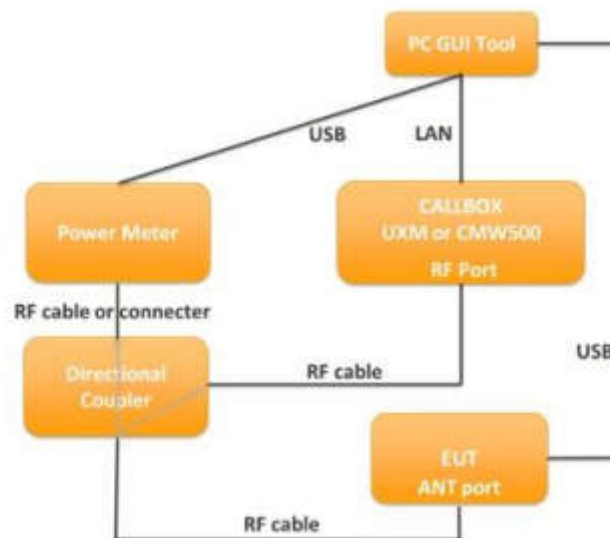 PC GUI Tool
USB
LAN
Power Meter
CALLBOX
UXM or CMW500
RF Port
RF cable or connecter
Directional
Coupler
RF cable
USB
EUT
ANT port
RF cable